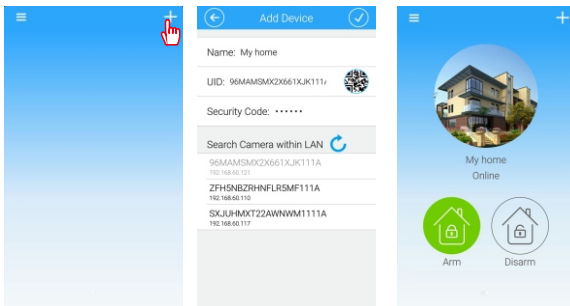 Add Device
Name: My home
UID: 96MAMSMX2X661XJK111
Security Code: ······
Search Camera within LAN
96MAMSMX2X661XJK111A
192.168.60.121
ZFH5NBZRHNFLR5MF111A
192.168.60.110
SXJUHMXT22AWNWM1111A
192.168.60.117
My home
Online
Arm Disarm